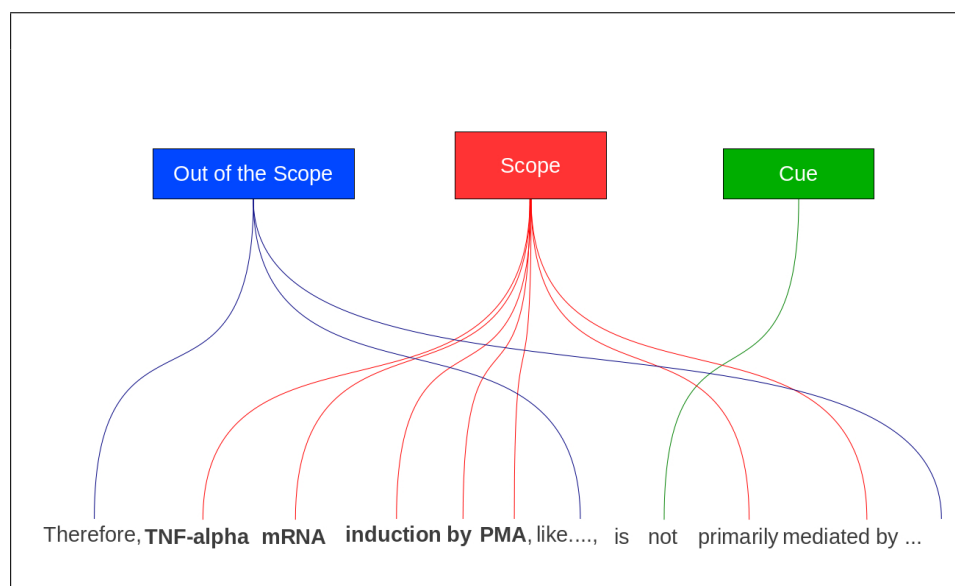 Out of the Scope
Scope
Cue
Therefore, TNF-alpha mRNA induction by PMA, like...., is not primarily mediated by ...